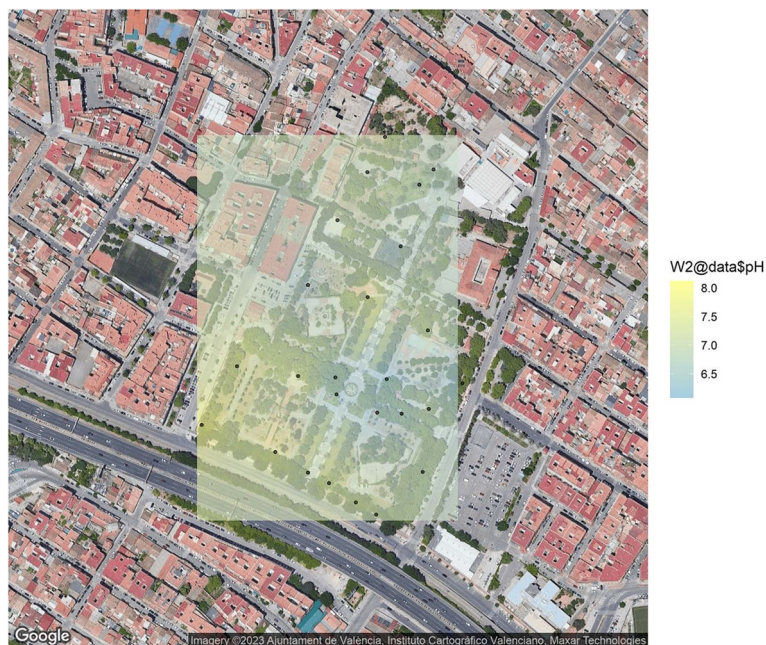 W2@data$pH
8.0
7.5
7.0
6.5
Google
Imagery ©2023 Ajuntament de València, Instituto Cartográfico Valenciano, Maxar Technologies